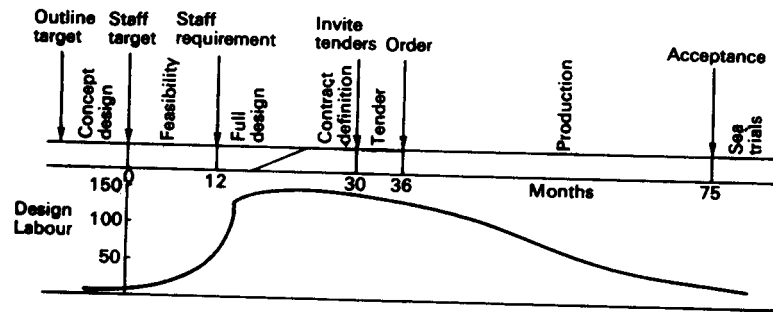 Outline
target
Staff
target
Staff
requirement
Invite
tenders
Order
Acceptance
Concept
design
Feasibility
Full
design
Contract
definition
Tender
Production
Sea
trials
0
12
30
36
Months
75
Design
Labour
150
100
50